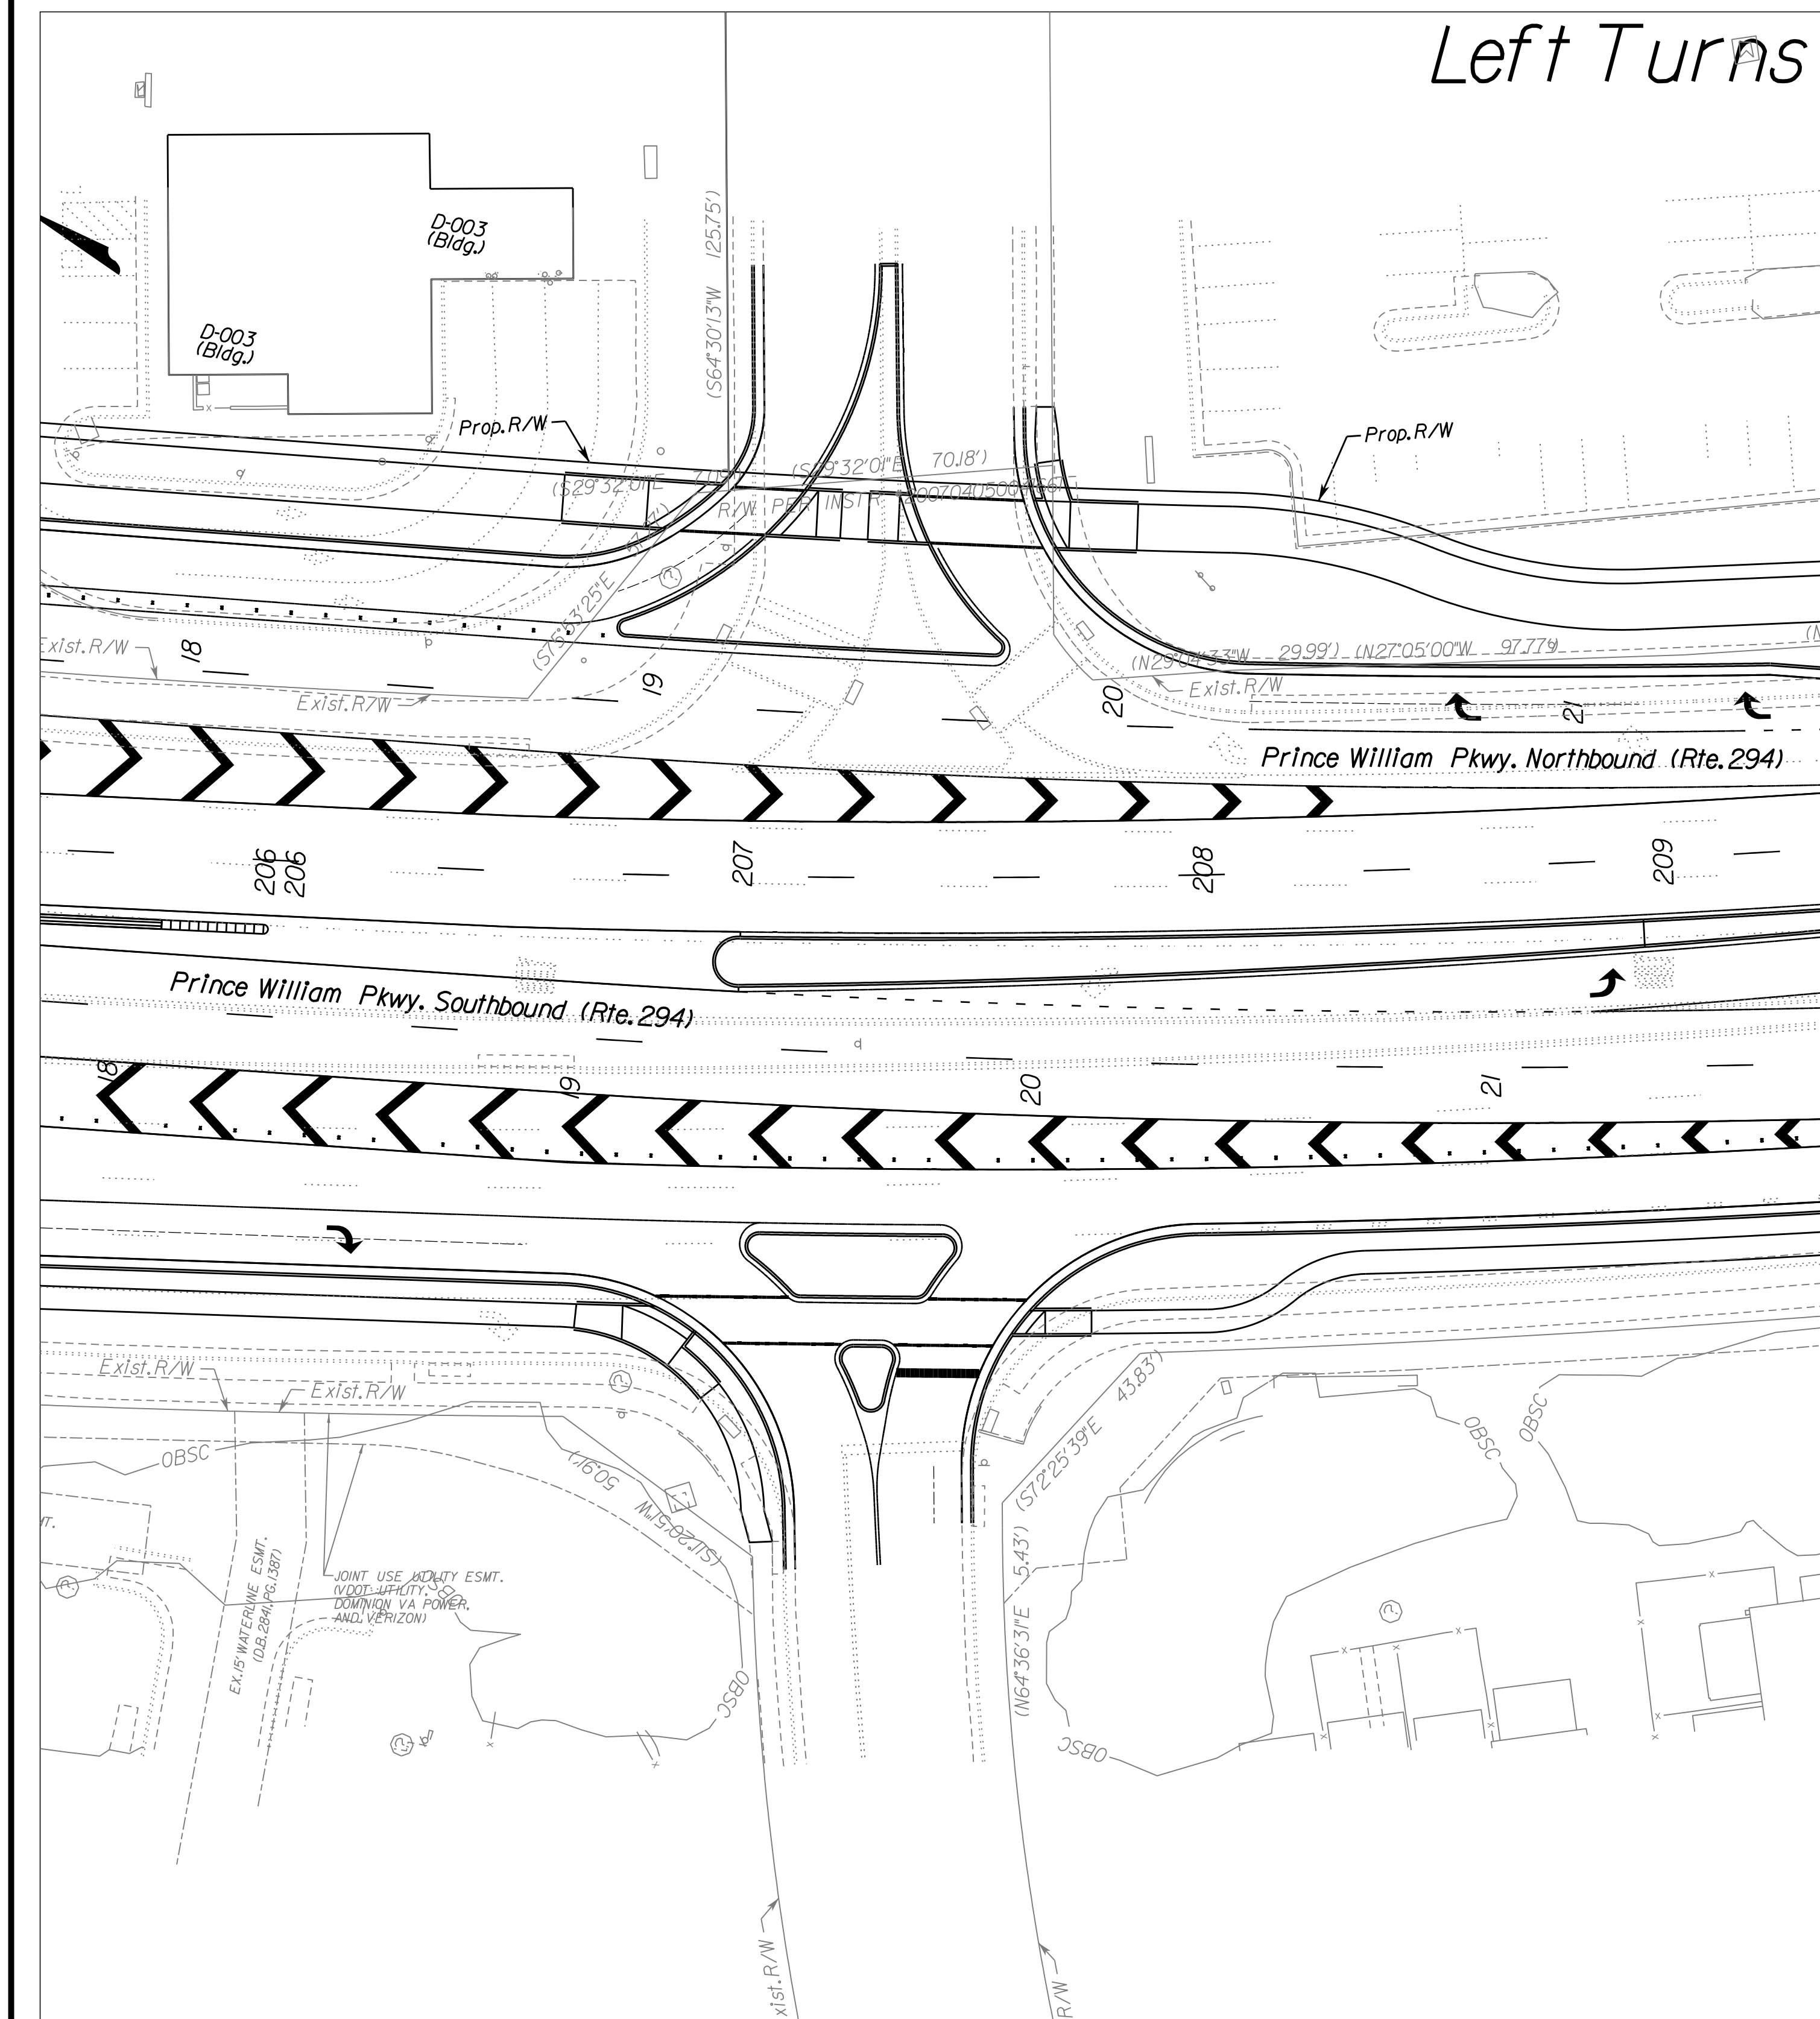 Left Turns
D-003
(Bldg.)
D-003
(Bldg.)
(S64°30'13"W 125.75')
Prop.R/W
Prop.R/W
(S29°32'01"E
(S29°32'01"E 70.18')
R/W PER INSTR
(S75°53'25"E
Exist.R/W
18
Exist.R/W
19
20
(N29°04'33"W 29.99')
(N27°05'00"W 97.77')
Exist.R/W
21
Prince William Pkwy. Northbound (Rte.294)
206
206
207
208
209
Prince William Pkwy. Southbound (Rte.294)
18
19
20
21
Exist.R/W
Exist.R/W
OBSC
50.91')
(S11°20'51"W
(S72°25'39"E 43.83')
OBSC
OBSC
EX.15' WATERLINE ESMT.
(D.B.2841,PG.1387)
JOINT USE UTILITY ESMT.
(VDOT UTILITY,
DOMINION VA POWER,
AND VERIZON)
OBSC
OBSC
(N64°36'31"E 5.43')
OBSC
xist.R/W
R/W